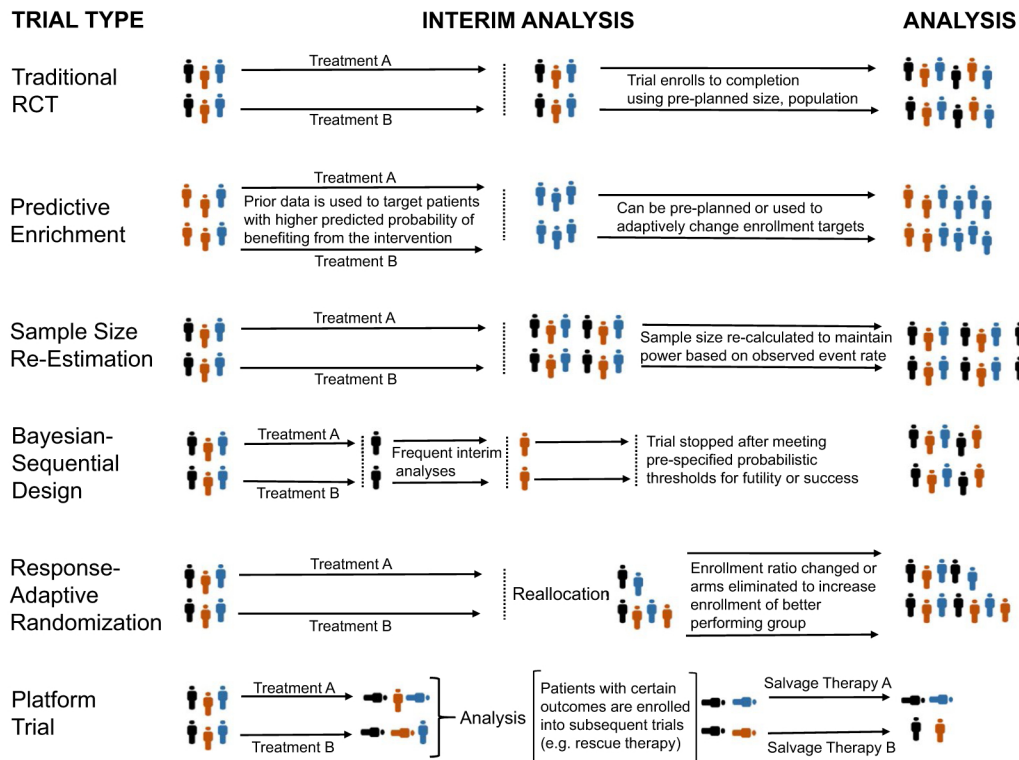 TRIAL TYPE
INTERIM ANALYSIS
ANALYSIS
Traditional
RCT
Treatment A
Treatment B
Trial enrolls to completion
using pre-planned size, population
Predictive
Enrichment
Treatment A
Prior data is used to target patients
with higher predicted probability of
benefiting from the intervention
Treatment B
Can be pre-planned or used to
adaptively change enrollment targets
Sample Size
Re-Estimation
Treatment A
Treatment B
Sample size re-calculated to maintain
power based on observed event rate
Bayesian-
Sequential
Design
Treatment A
Treatment B
Frequent interim
analyses
Trial stopped after meeting
pre-specified probabilistic
thresholds for futility or success
Response-
Adaptive
Randomization
Treatment A
Treatment B
Reallocation
Enrollment ratio changed or
arms eliminated to increase
enrollment of better
performing group
Platform
Trial
Treatment A
Treatment B
Analysis
Patients with certain
outcomes are enrolled
into subsequent trials
(e.g. rescue therapy)
Salvage Therapy A
Salvage Therapy B